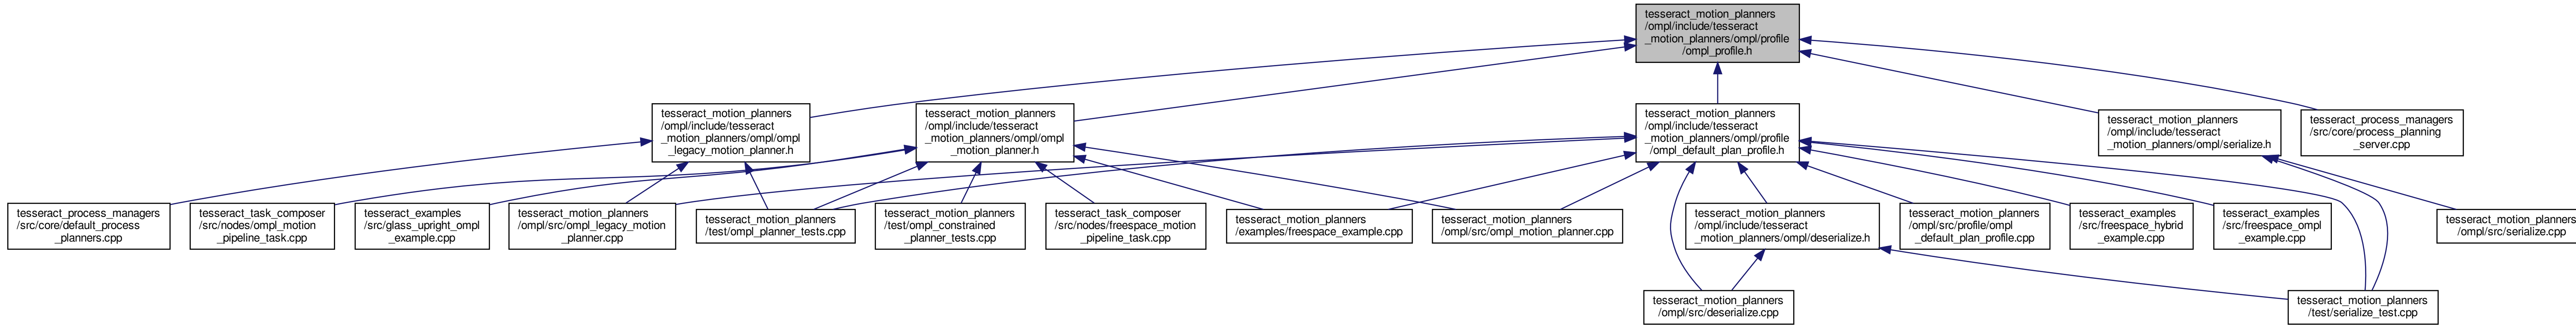 tesseract_motion_planners
/ompl/include/tesseract
_motion_planners/ompl/profile
/ompl_profile.h
tesseract_motion_planners
/ompl/include/tesseract
_motion_planners/ompl/ompl
_legacy_motion_planner.h
tesseract_motion_planners
/ompl/include/tesseract
_motion_planners/ompl/ompl
_motion_planner.h
tesseract_motion_planners
/ompl/include/tesseract
_motion_planners/ompl/profile
/ompl_default_plan_profile.h
tesseract_motion_planners
/ompl/include/tesseract
_motion_planners/ompl/serialize.h
tesseract_process_managers
/src/core/process_planning
_server.cpp
tesseract_process_managers
/src/core/default_process
_planners.cpp
tesseract_task_composer
/src/nodes/ompl_motion
_pipeline_task.cpp
tesseract_examples
/src/glass_upright_ompl
_example.cpp
tesseract_motion_planners
/ompl/src/ompl_legacy_motion
_planner.cpp
tesseract_motion_planners
/test/ompl_planner_tests.cpp
tesseract_motion_planners
/test/ompl_constrained
_planner_tests.cpp
tesseract_task_composer
/src/nodes/freespace_motion
_pipeline_task.cpp
tesseract_motion_planners
/examples/freespace_example.cpp
tesseract_motion_planners
/ompl/src/ompl_motion_planner.cpp
tesseract_motion_planners
/ompl/include/tesseract
_motion_planners/ompl/deserialize.h
tesseract_motion_planners
/ompl/src/profile/ompl
_default_plan_profile.cpp
tesseract_examples
/src/freespace_hybrid
_example.cpp
tesseract_examples
/src/freespace_ompl
_example.cpp
tesseract_motion_planners
/ompl/src/serialize.cpp
tesseract_motion_planners
/ompl/src/deserialize.cpp
tesseract_motion_planners
/test/serialize_test.cpp